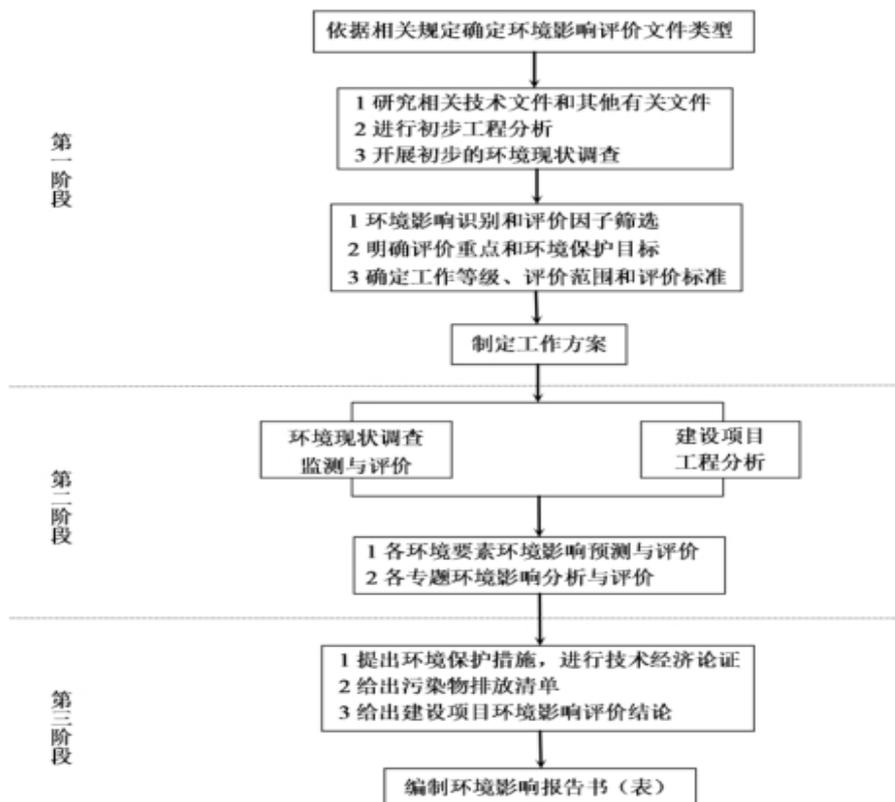 依据相关规定确定环境影响评价文件类型
1 研究相关技术文件和其他有关文件
2 进行初步工程分析
3 开展初步的环境现状调查
第一阶段
1 环境影响识别和评价因子筛选
2 明确评价重点和环境保护目标
3 确定工作等级、评价范围和评价标准
制定工作方案
环境现状调查
监测与评价
建设项目
工程分析
第二阶段
1 各环境要素环境影响预测与评价
2 各专题环境影响分析与评价
1 提出环境保护措施，进行技术经济论证
2 给出污染物排放清单
3 给出建设项目环境影响评价结论
第三阶段
编制环境影响报告书（表）